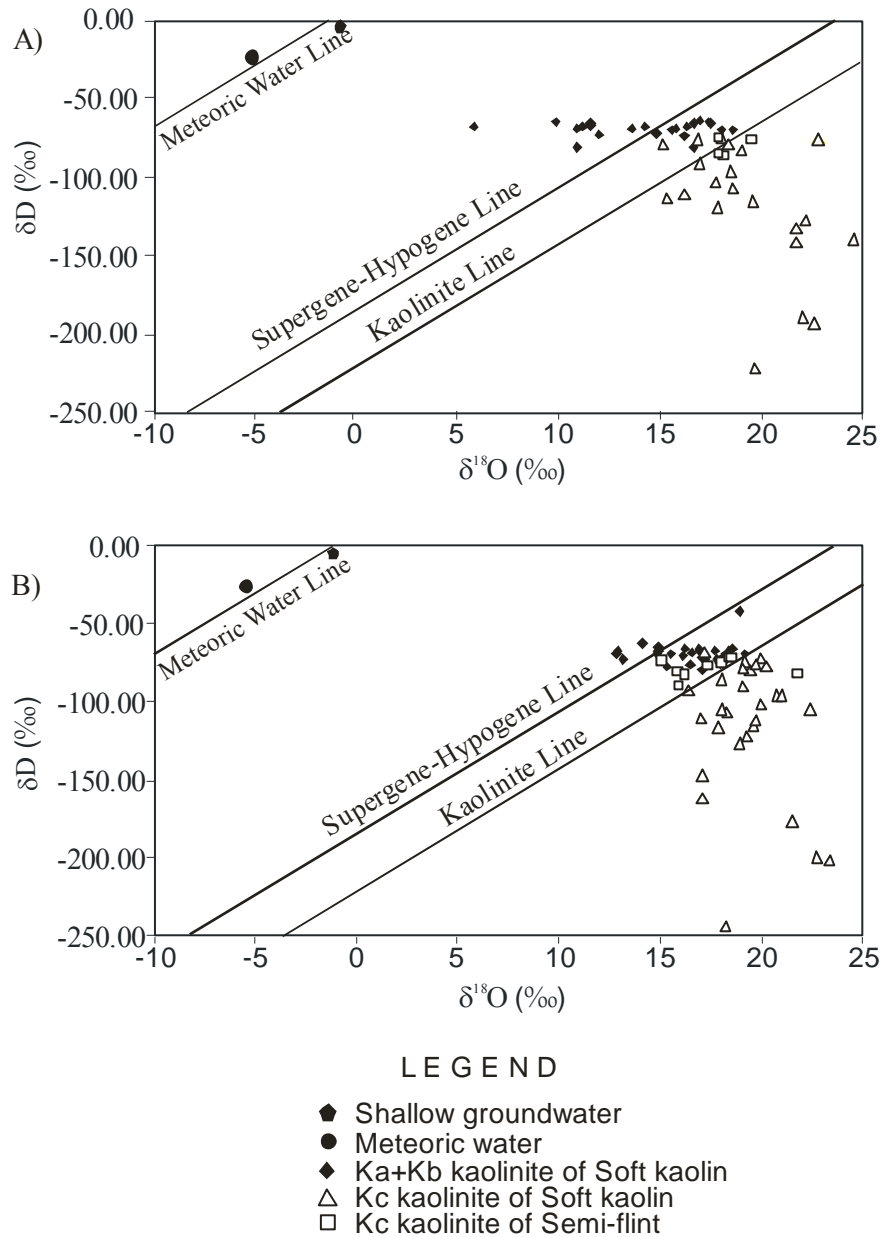 A)
0.00
-50.00
-100.00
-150.00
-200.00
-250.00
δD (‰)
Meteoric Water Line
Supergene-Hypogene Line
Kaolinite Line
-10 -5 0 5 10 15 20 25
δ¹⁸O (‰)
B)
0.00
-50.00
-100.00
-150.00
-200.00
-250.00
δD (‰)
Meteoric Water Line
Supergene-Hypogene Line
Kaolinite Line
-10 -5 0 5 10 15 20 25
δ¹⁸O (‰)
LEGEND
Shallow groundwater
Meteoric water
Ka+Kb kaolinite of Soft kaolin
Kc kaolinite of Soft kaolin
Kc kaolinite of Semi-flint